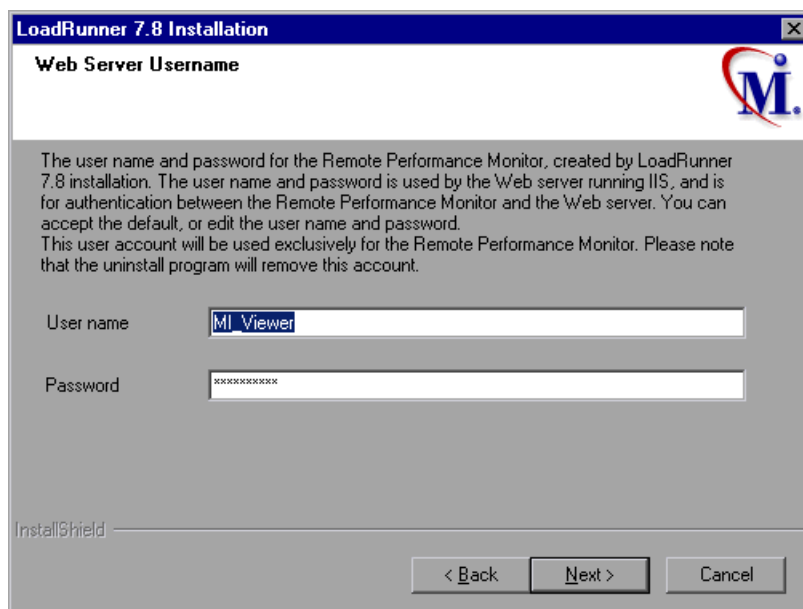 LoadRunner 7.8 Installation
Web Server Username
M.
The user name and password for the Remote Performance Monitor, created by LoadRunner
7.8 installation. The user name and password is used by the Web server running IIS, and is
for authentication between the Remote Performance Monitor and the Web server. You can
accept the default, or edit the user name and password.
This user account will be used exclusively for the Remote Performance Monitor. Please note
that the uninstall program will remove this account.
User name
MI_Viewer
Password
**********
InstallShield
< Back
Next >
Cancel